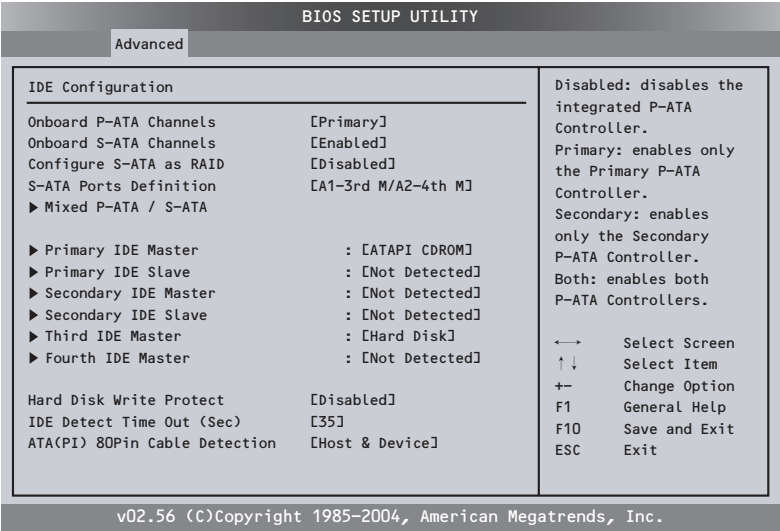 BIOS SETUP UTILITY
Advanced
IDE Configuration
Onboard P-ATA Channels [Primary]
Onboard S-ATA Channels [Enabled]
Configure S-ATA as RAID [Disabled]
S-ATA Ports Definition [A1-3rd M/A2-4th M]
▶ Mixed P-ATA / S-ATA
▶ Primary IDE Master : [ATAPI CDROM]
▶ Primary IDE Slave : [Not Detected]
▶ Secondary IDE Master : [Not Detected]
▶ Secondary IDE Slave : [Not Detected]
▶ Third IDE Master : [Hard Disk]
▶ Fourth IDE Master : [Not Detected]
Hard Disk Write Protect [Disabled]
IDE Detect Time Out (Sec) [35]
ATA(PI) 80Pin Cable Detection [Host & Device]
Disabled: disables the
integrated P-ATA
Controller.
Primary: enables only
the Primary P-ATA
Controller.
Secondary: enables
only the Secondary
P-ATA Controller.
Both: enables both
P-ATA Controllers.
←→ Select Screen
↑↓ Select Item
+- Change Option
F1 General Help
F10 Save and Exit
ESC Exit
v02.56 (C)Copyright 1985-2004, American Megatrends, Inc.